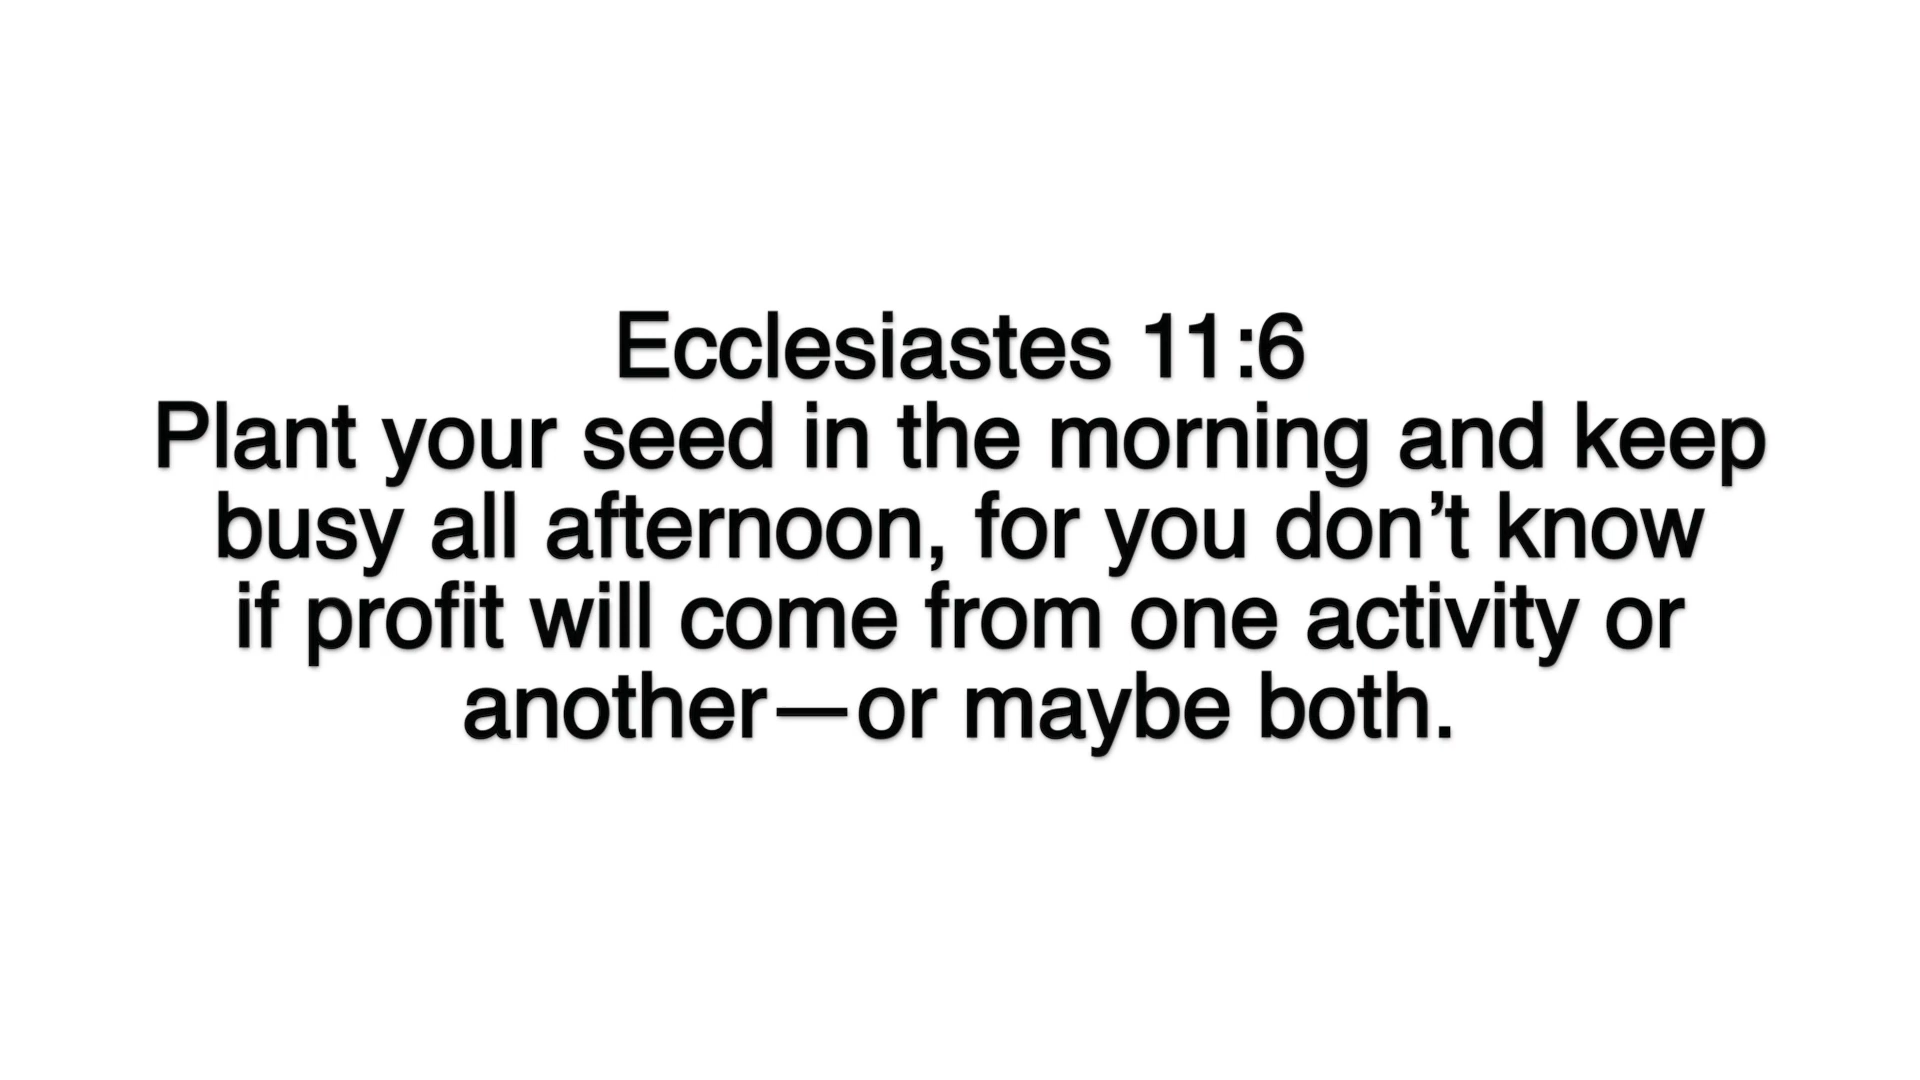 Ecclesiastes 11:6
Plant your seed in the morning and keep
busy all afternoon, for you don’t know
if profit will come from one activity or
another—or maybe both.